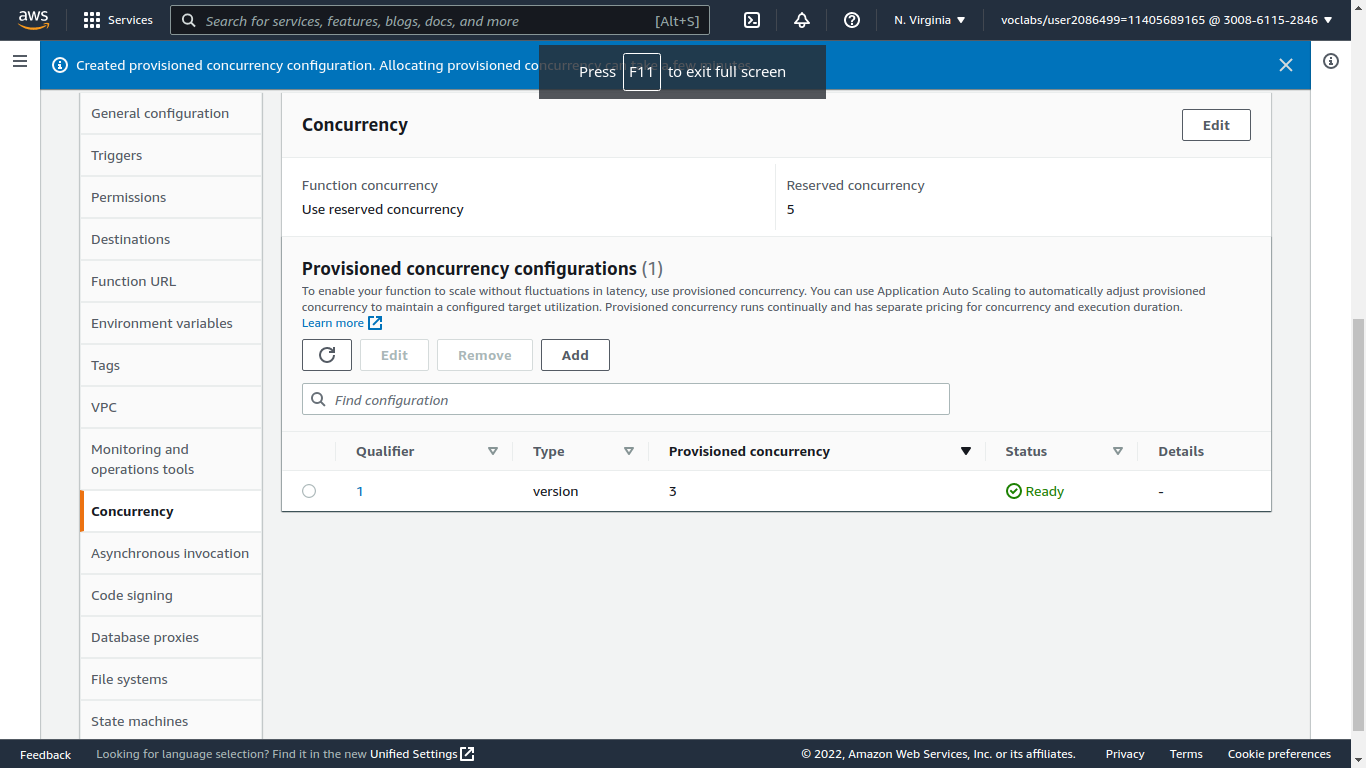 aws
Services
Search for services, features, blogs, docs, and more
[Alt+S]
N. Virginia
voclabs/user2086499=11405689165 @ 3008-6115-2846
Created provisioned concurrency configuration. Allocating provisioned concurrency can take a few minutes.
Press F11 to exit full screen
General configuration
Triggers
Permissions
Destinations
Function URL
Environment variables
Tags
VPC
Monitoring and
operations tools
Concurrency
Asynchronous invocation
Code signing
Database proxies
File systems
State machines
Concurrency
Edit
Function concurrency
Use reserved concurrency
Reserved concurrency
5
Provisioned concurrency configurations (1)
To enable your function to scale without fluctuations in latency, use provisioned concurrency. You can use Application Auto Scaling to automatically adjust provisioned
concurrency to maintain a configured target utilization. Provisioned concurrency runs continually and has separate pricing for concurrency and execution duration.
Learn more
Edit
Remove
Add
Find configuration
Qualifier
Type
Provisioned concurrency
Status
Details
1
version
3
Ready
-
Feedback
Looking for language selection? Find it in the new Unified Settings
© 2022, Amazon Web Services, Inc. or its affiliates.
Privacy
Terms
Cookie preferences